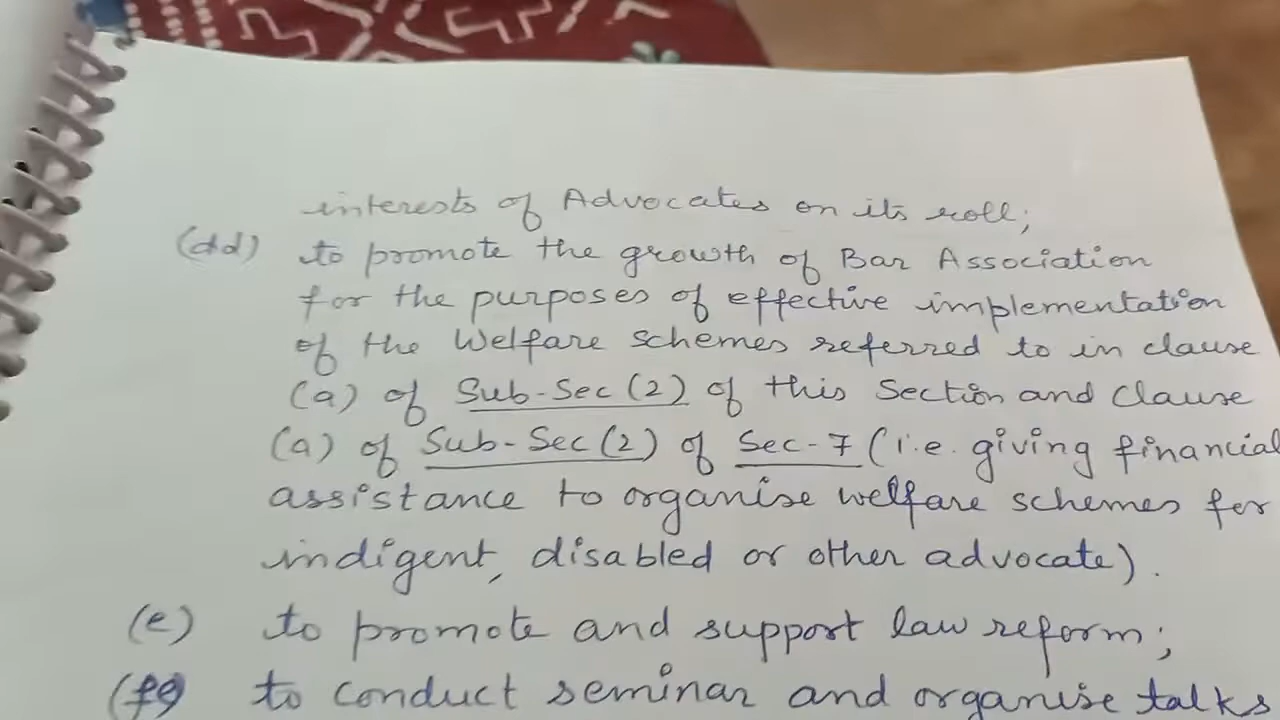 interests of Advocates on its roll;
(dd) to promote the growth of Bar Association
for the purposes of effective implementation
of the Welfare schemes referred to in clause
(a) of Sub-Sec (2) of this Section and Clause
(a) of Sub-Sec (2) of Sec-7 (i.e. giving financial
assistance to organise welfare schemes for
indigent, disabled or other advocate).
(e) to promote and support law reform;
to conduct seminar and organise talks